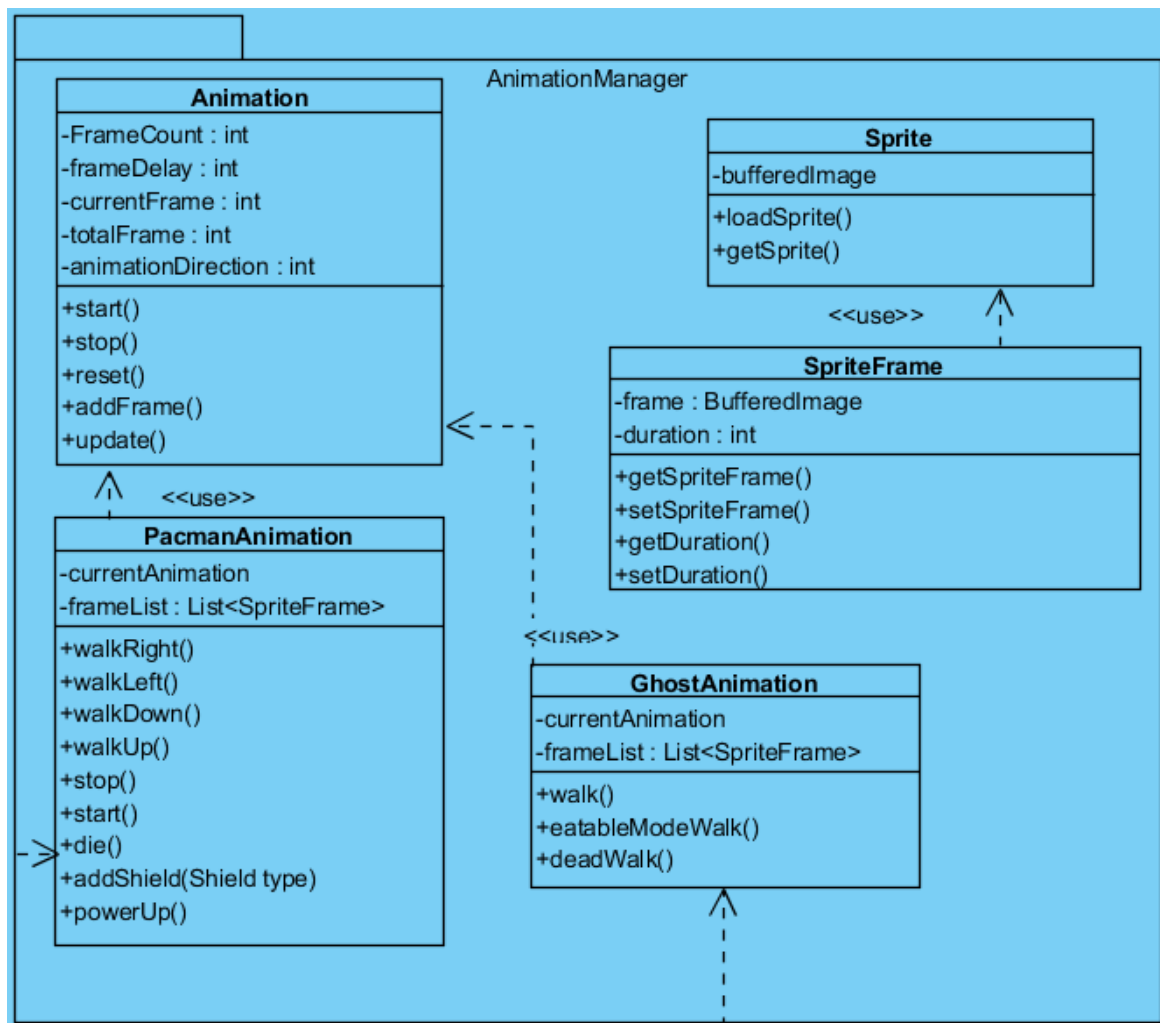 AnimationManager
Animation
-FrameCount : int
-frameDelay : int
-currentFrame : int
-totalFrame : int
-animationDirection : int
+start()
+stop()
+reset()
+addFrame()
+update()
Sprite
-bufferedImage
+loadSprite()
+getSprite()
<<use>>
SpriteFrame
-frame : BufferedImage
-duration : int
+getSpriteFrame()
+setSpriteFrame()
+getDuration()
+setDuration()
<<use>>
PacmanAnimation
-currentAnimation
-frameList : List<SpriteFrame>
+walkRight()
+walkLeft()
+walkDown()
+walkUp()
+stop()
+start()
+die()
+addShield(Shield type)
+powerUp()
<<use>>
GhostAnimation
-currentAnimation
-frameList : List<SpriteFrame>
+walk()
+eatableModeWalk()
+deadWalk()